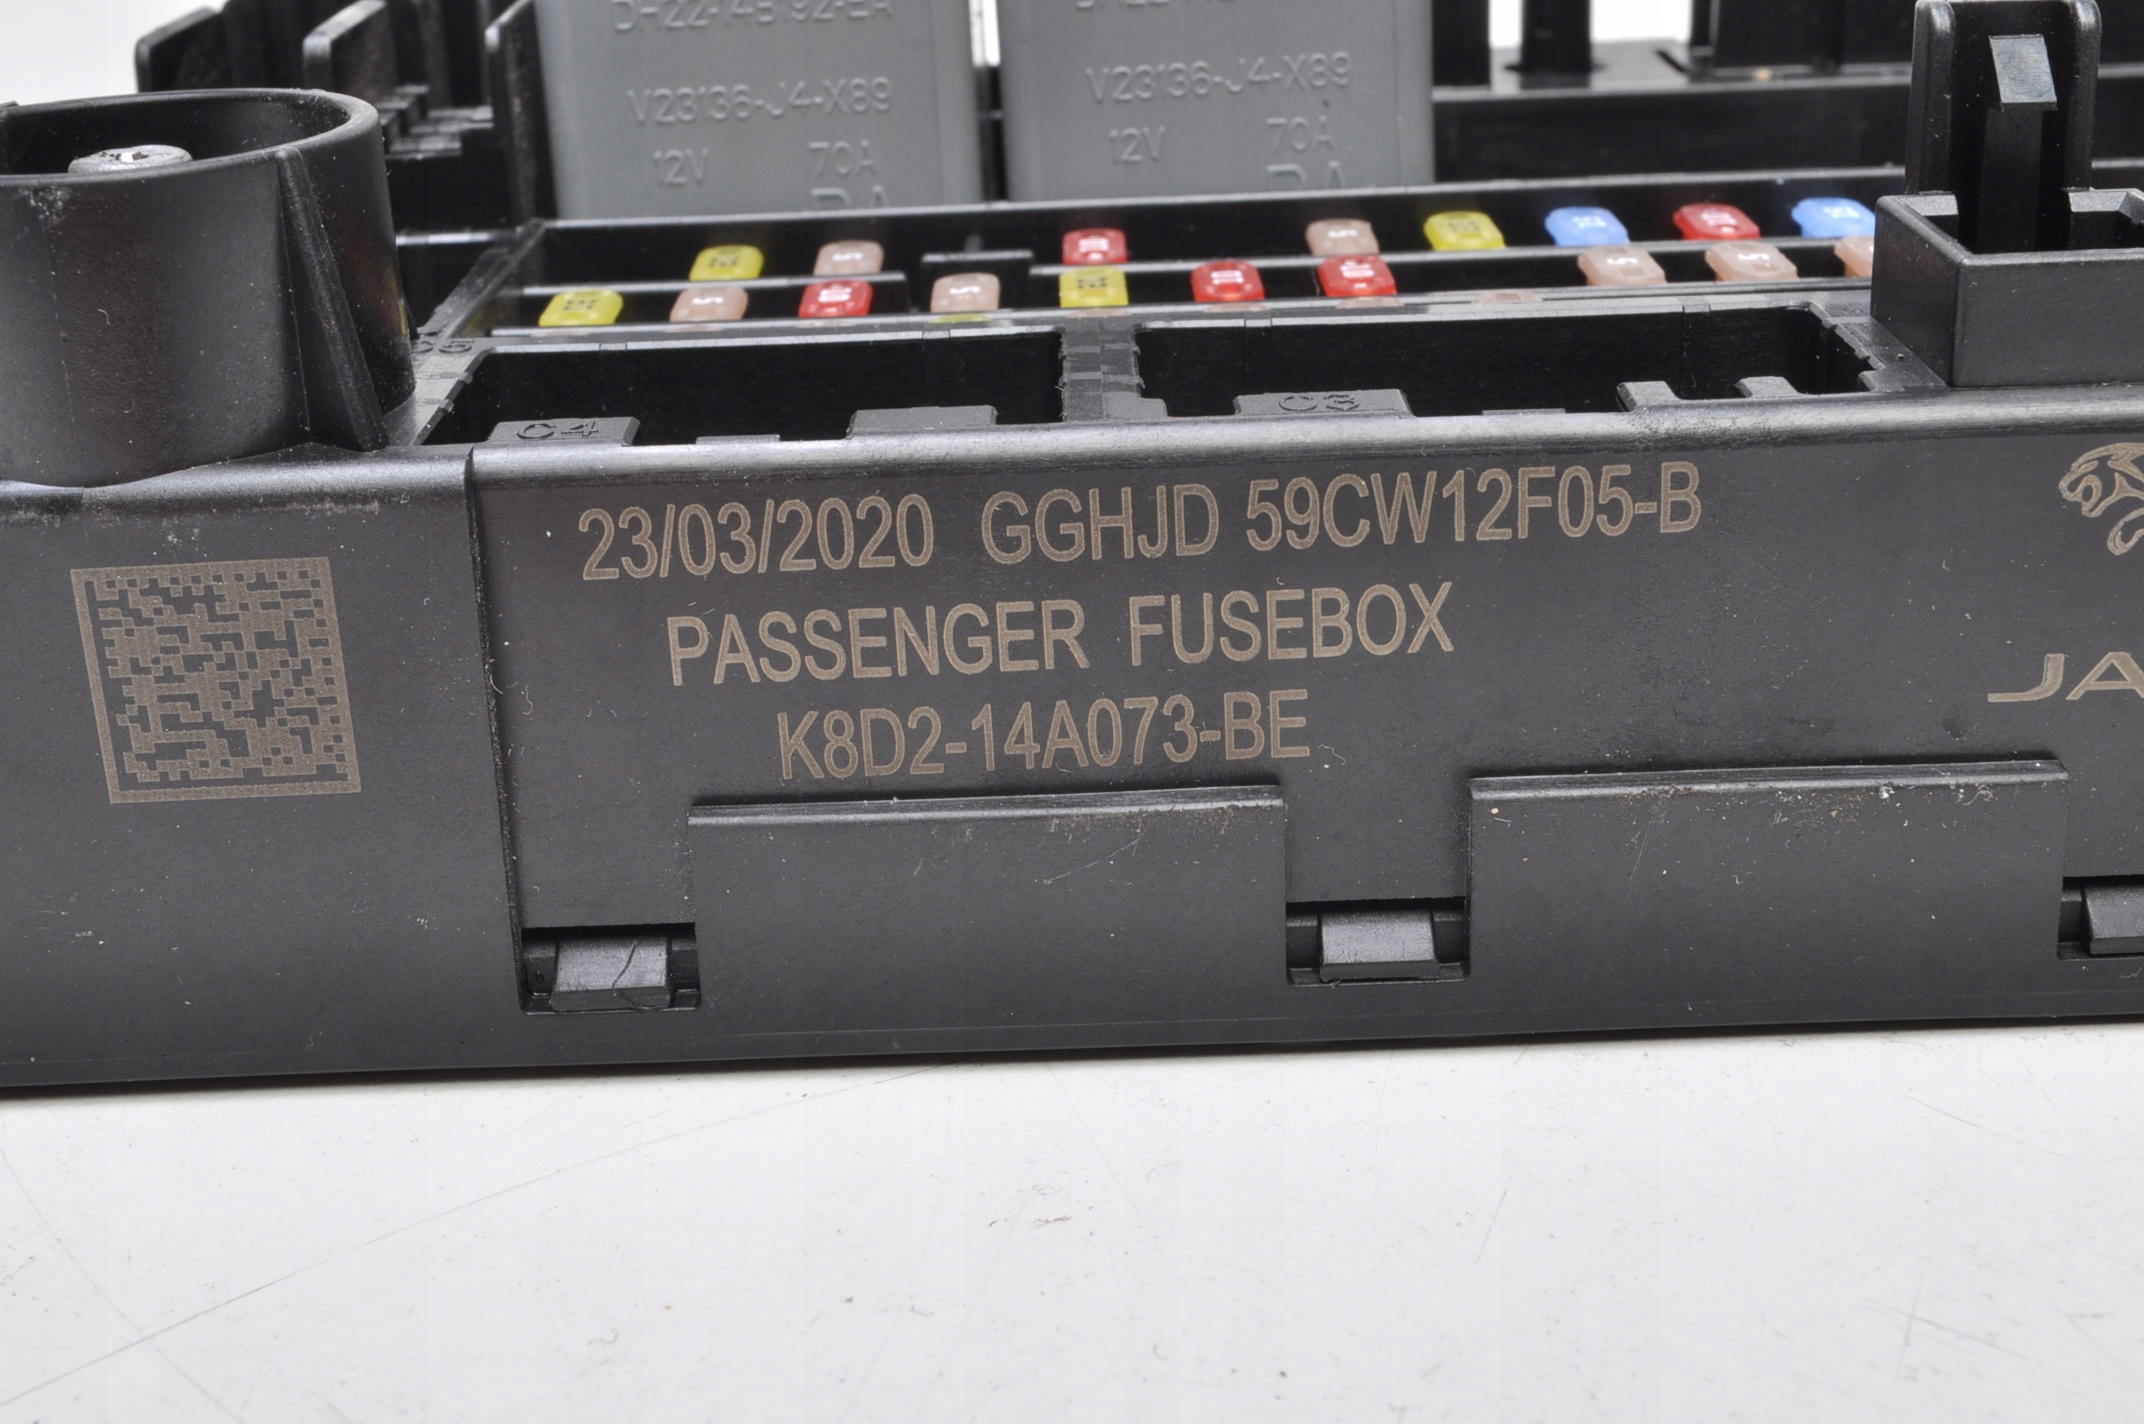 V23136-J4-X89
12V 70A
V23136-J4-X89
12V 70A
C4
C3
23/03/2020 GGHJD 59CW12F05-B
PASSENGER FUSEBOX
K8D2-14A073-BE
JA